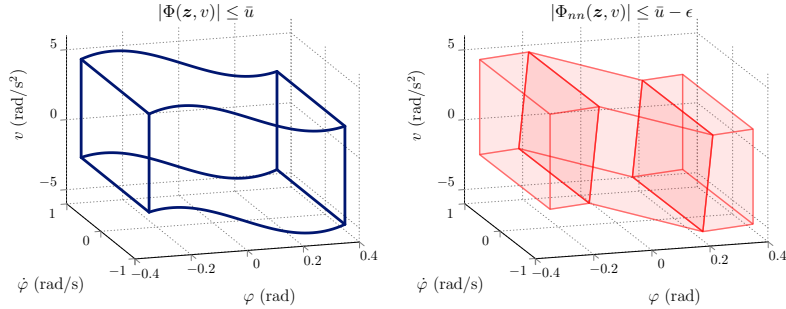 |Φ(z, v)| ≤ ū
5
0
−5
v (rad/s²)
1
0
−1
φ̇ (rad/s)
−0.4
−0.2
0
0.2
0.4
φ (rad)
|Φₙₙ(z, v)| ≤ ū − ϵ
5
0
−5
v (rad/s²)
1
0
−1
φ̇ (rad/s)
−0.4
−0.2
0
0.2
0.4
φ (rad)